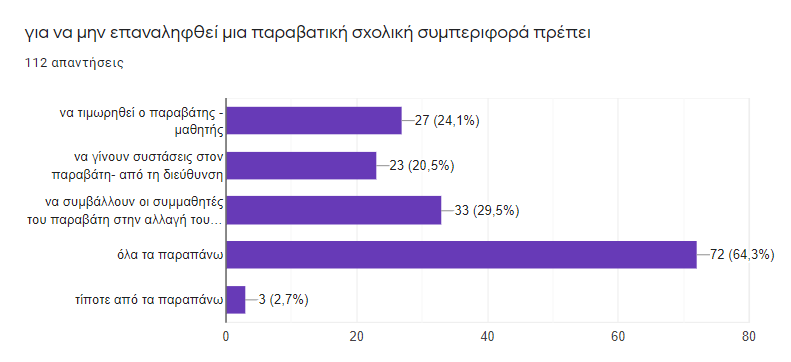 για να μην επαναληφθεί μια παραβατική σχολική συμπεριφορά πρέπει
112 απαντήσεις
να τιμωρηθεί ο παραβάτης -
μαθητής
27 (24,1%)
να γίνουν συστάσεις στον
παραβάτη- από τη διεύθυνση
23 (20,5%)
να συμβάλλουν οι συμμαθητές
του παραβάτη στην αλλαγή του…
33 (29,5%)
όλα τα παραπάνω
72 (64,3%)
τίποτε από τα παραπάνω
3 (2,7%)
0 20 40 60 80